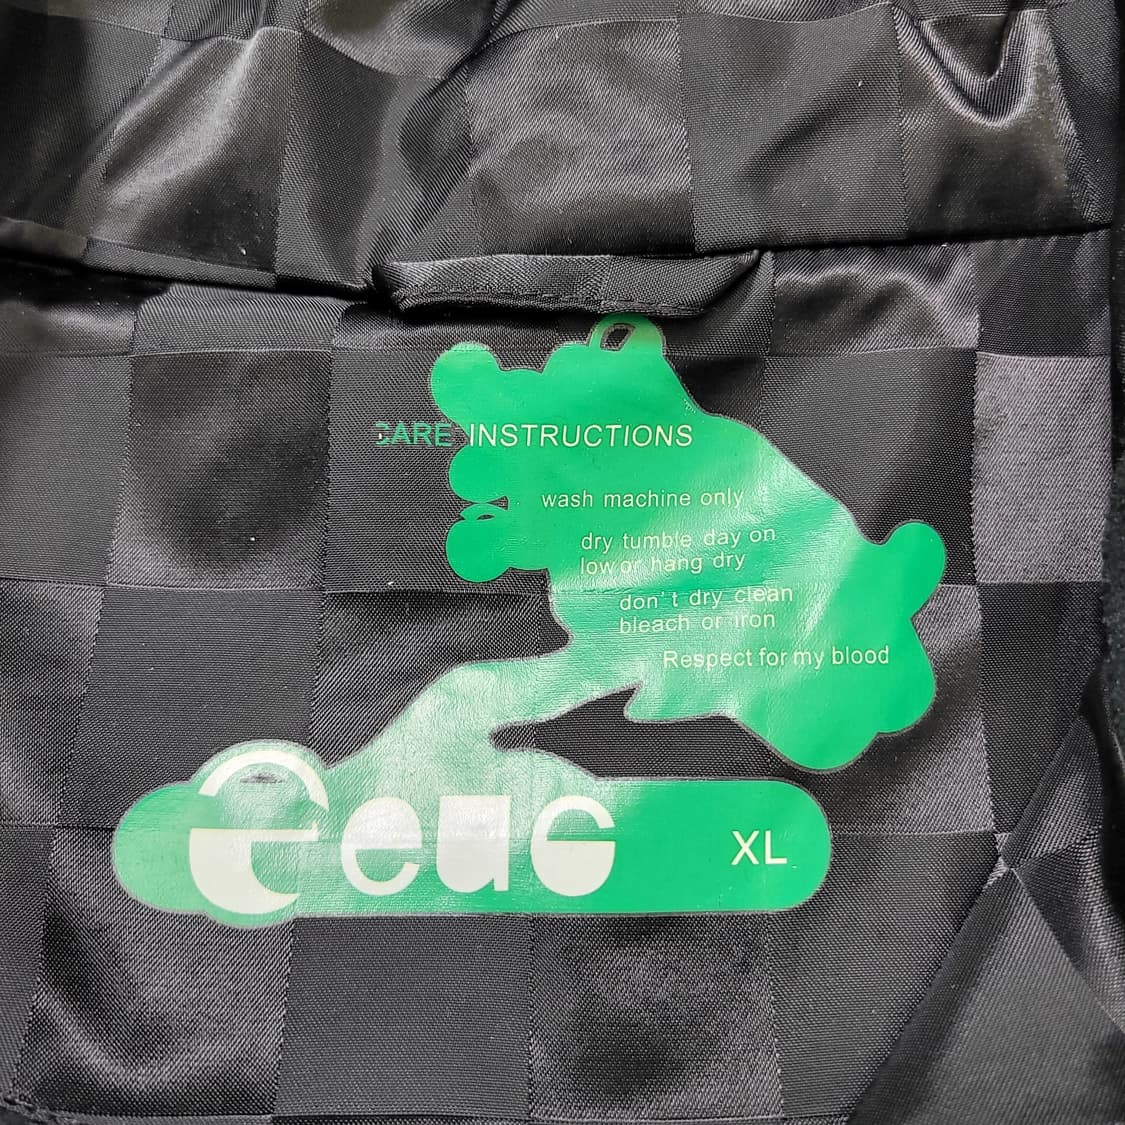 CARE INSTRUCTIONS
wash machine only
dry tumble day on
low or hang dry
don't dry clean
bleach or iron
Respect for my blood
XL